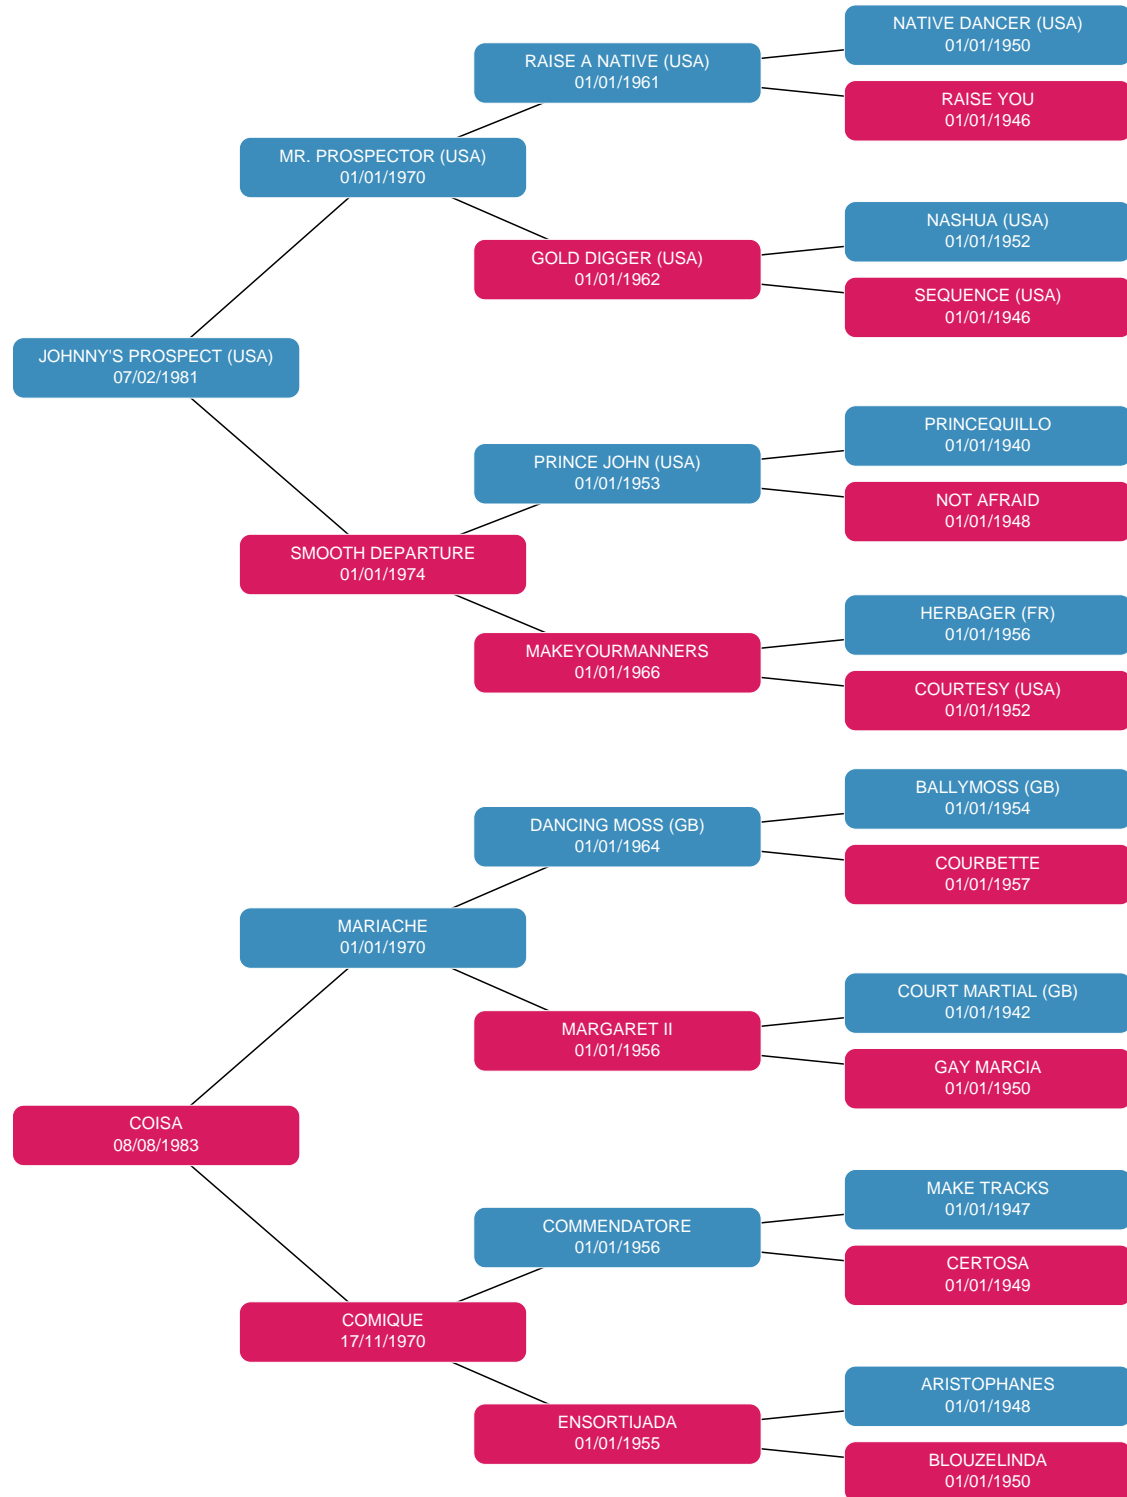 NATIVE DANCER (USA)
01/01/1950
RAISE A NATIVE (USA)
01/01/1961
RAISE YOU
01/01/1946
MR. PROSPECTOR (USA)
01/01/1970
NASHUA (USA)
01/01/1952
GOLD DIGGER (USA)
01/01/1962
SEQUENCE (USA)
01/01/1946
JOHNNY'S PROSPECT (USA)
07/02/1981
PRINCEQUILLO
01/01/1940
PRINCE JOHN (USA)
01/01/1953
NOT AFRAID
01/01/1948
SMOOTH DEPARTURE
01/01/1974
HERBAGER (FR)
01/01/1956
MAKEYOURMANNERS
01/01/1966
COURTESY (USA)
01/01/1952
BALLYMOSS (GB)
01/01/1954
DANCING MOSS (GB)
01/01/1964
COURBETTE
01/01/1957
MARIACHE
01/01/1970
COURT MARTIAL (GB)
01/01/1942
MARGARET II
01/01/1956
GAY MARCIA
01/01/1950
COISA
08/08/1983
MAKE TRACKS
01/01/1947
COMMENDATORE
01/01/1956
CERTOSA
01/01/1949
COMIQUE
17/11/1970
ARISTOPHANES
01/01/1948
ENSORTIJADA
01/01/1955
BLOUZELINDA
01/01/1950